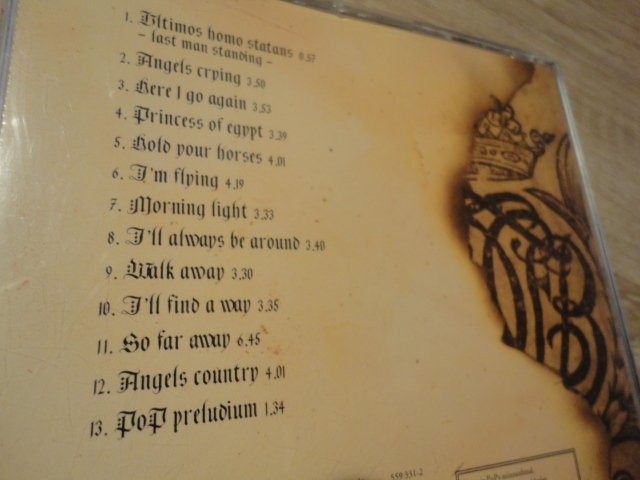 1. Ultimos homo statans 0.57
- last man standing -
2. Angels crying 3.50
3. Here I go again 3.53
4. Princess of egypt 3.39
5. Hold your horses 4.01
6. I'm flying 4.19
7. Morning light 3.33
8. I'll always be around 3.40
9. Walk away 3.30
10. I'll find a way 3.35
11. So far away 6.45
12. Angels country 4.01
13. PoP preludium 1.34
559 331-2